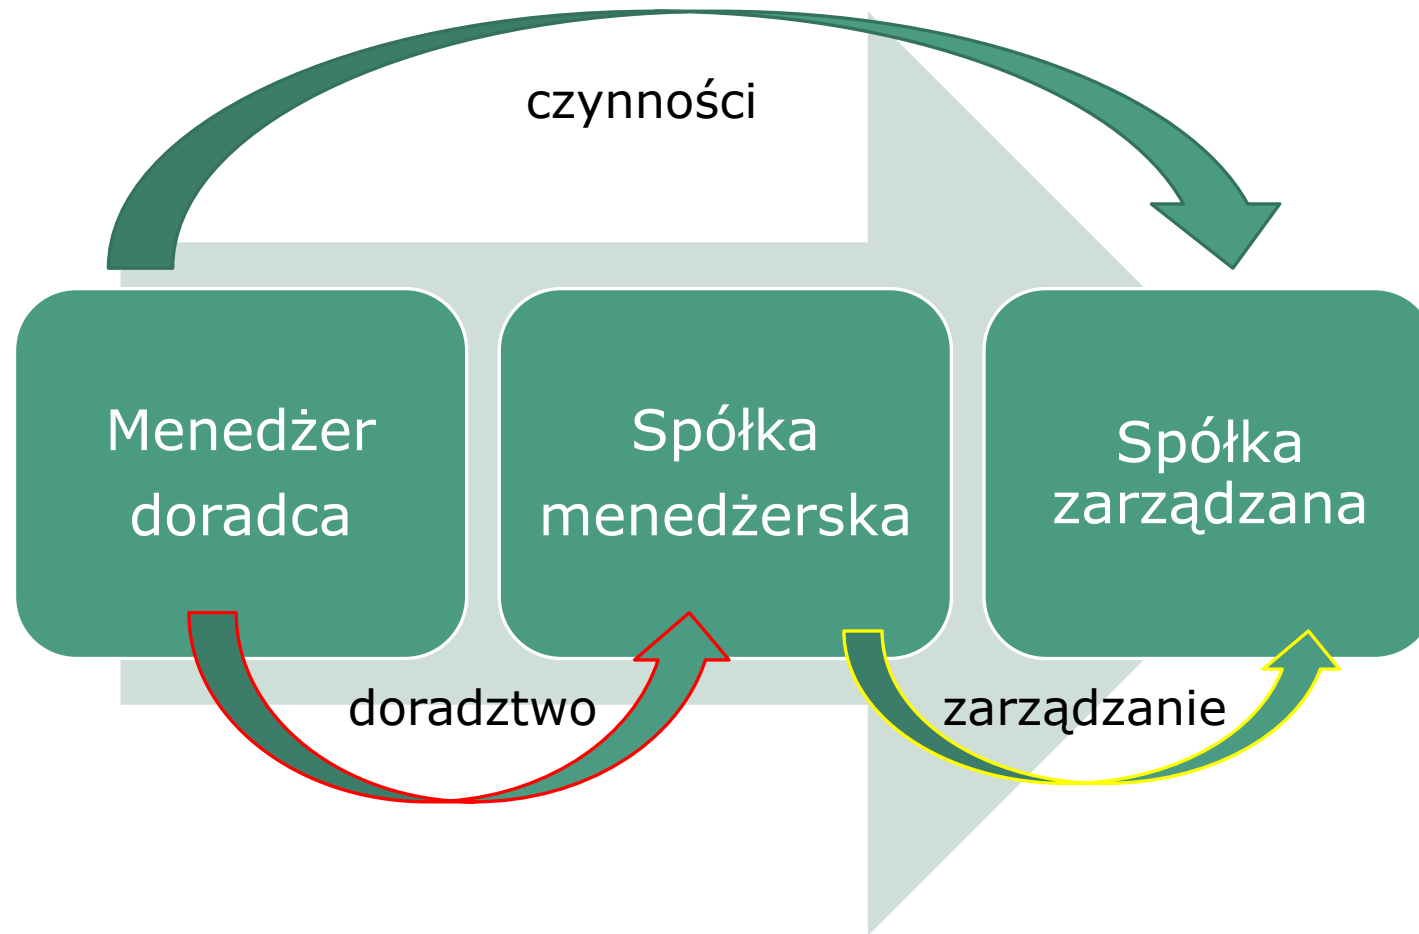 czynności
Menedżer
doradca
Spółka
menedżerska
Spółka
zarządzana
doradztwo
zarządzanie